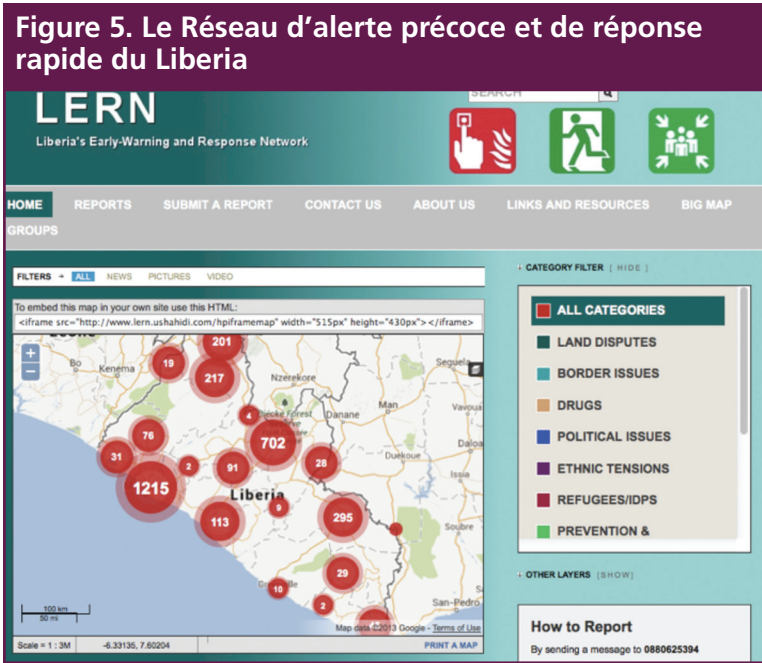 Figure 5. Le Réseau d'alerte précoce et de réponse
rapide du Liberia
SEARCH
LERN
Liberia's Early-Warning and Response Network
HOME REPORTS SUBMIT A REPORT CONTACT US ABOUT US LINKS AND RESOURCES BIG MAP
GROUPS
FILTERS → ALL NEWS PICTURES VIDEO
To embed this map in your own site use this HTML:
<iframe src="http://www.lern.ushahidi.com/hpiframemap" width="515px" height="430px"></iframe>
+
−
201
Bo
Kenema
19
217
Nzerekore
Seguela
4
Diecke Forest
Danane
Man
Vavoua
76
702
31
2
91
28
Duekoue
Daloa
1215
Liberia
Issia
113
9
295
Soubre
29
10
2
San-Pedro
100 km
50 mi
Map data ©2013 Google - Terms of Use
Scale = 1 : 3M
-6.33135, 7.60204
PRINT A MAP
CATEGORY FILTER [ HIDE ]
ALL CATEGORIES
LAND DISPUTES
BORDER ISSUES
DRUGS
POLITICAL ISSUES
ETHNIC TENSIONS
REFUGEES/IDPS
PREVENTION &
OTHER LAYERS [SHOW]
How to Report
By sending a message to 0880625394